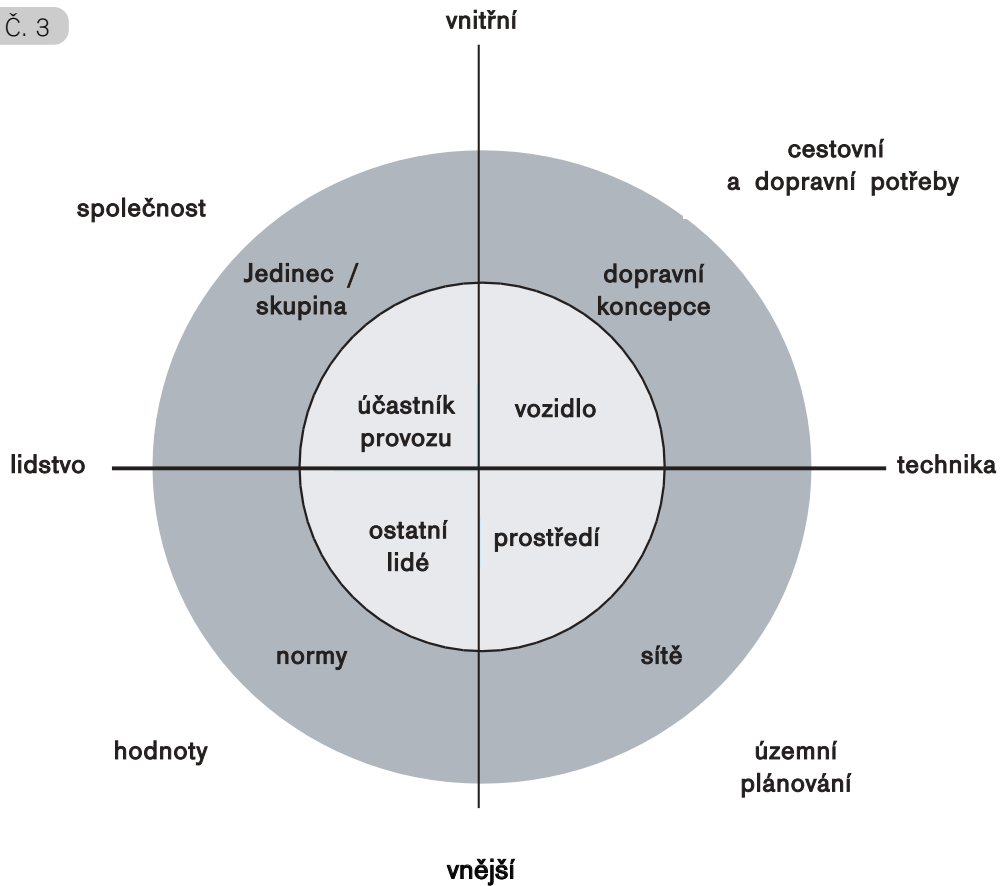 Č. 3
vnitřní
cestovní
a dopravní potřeby
společnost
Jedinec /
skupina
dopravní
koncepce
účastník
provozu
vozidlo
lidstvo
technika
ostatní
lidé
prostředí
normy
sítě
hodnoty
územní
plánování
vnější